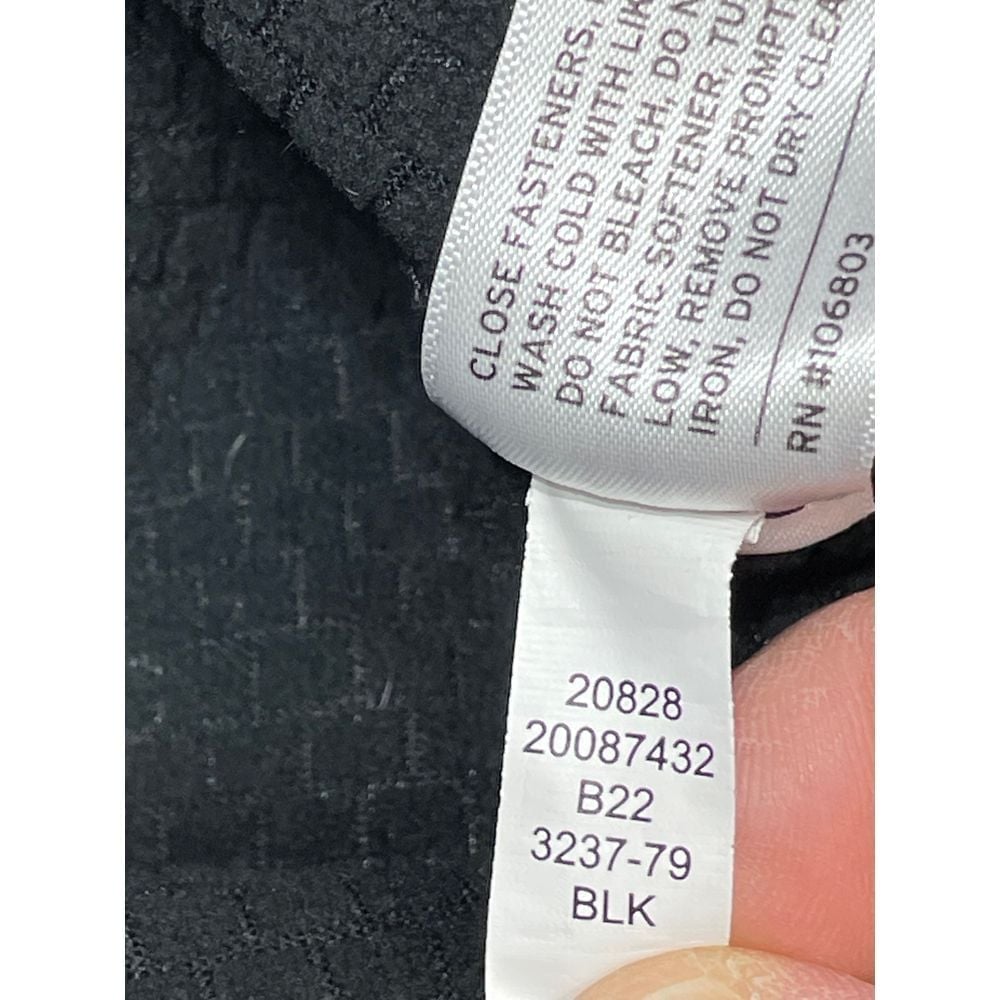 CLOSE FASTENERS,
WASH COLD WITH LIK
DO NOT BLEACH, DO N
FABRIC SOFTENER, TU
LOW, REMOVE PROMPT
IRON, DO NOT DRY CLEA
RN #106803
20828
20087432
B22
3237-79
BLK